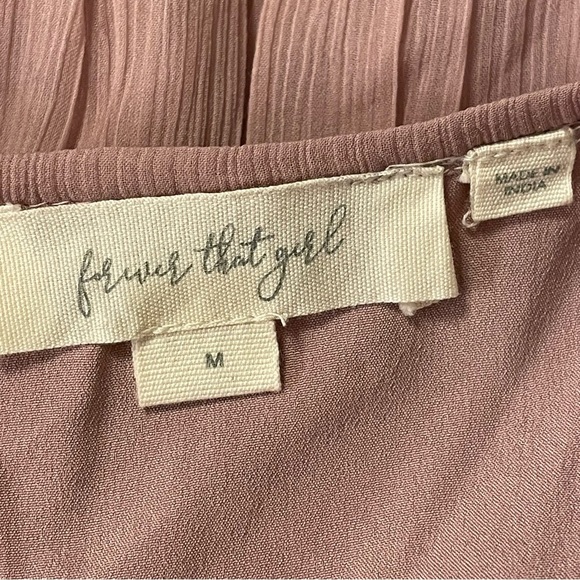 forever that girl
M
MADE IN
INDIA